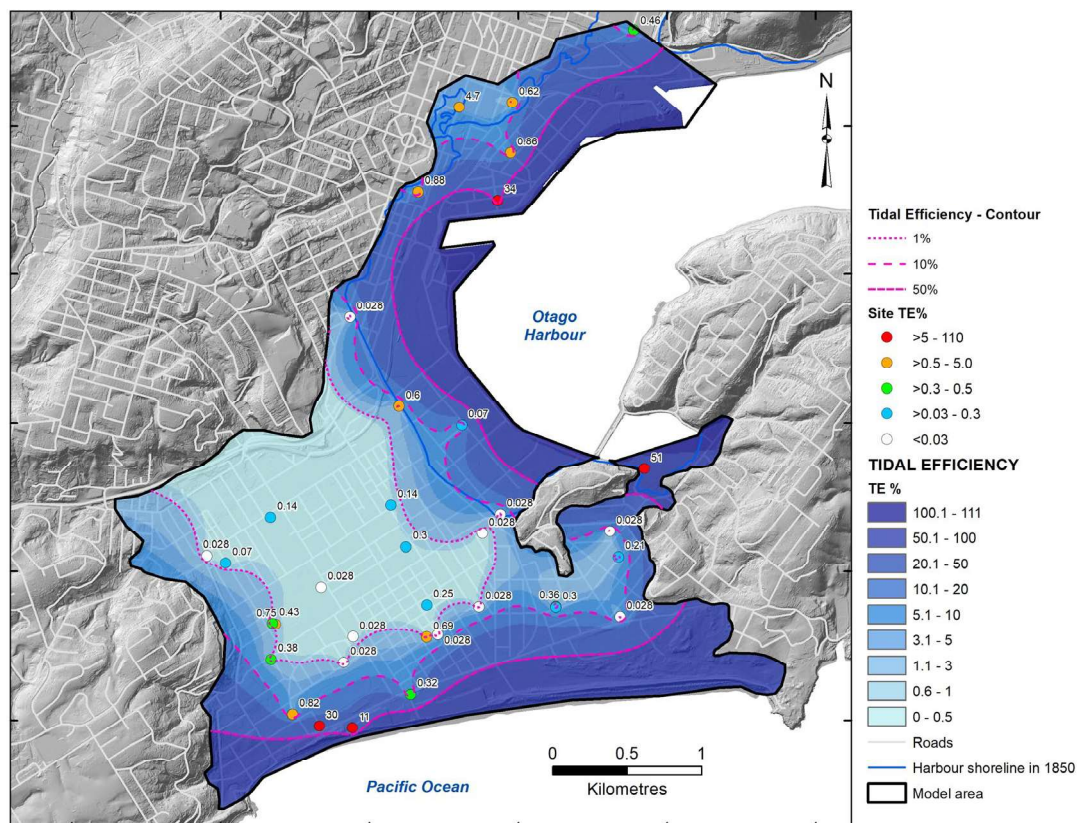 0.46
4.7
0.62
0.86
0.88
34
N
0.028
Otago
Harbour
0.6
0.07
51
0.14
0.14
0.028
0.028
0.028
0.3
0.028
0.07
0.21
0.028
0.25
0.028
0.36
0.3
0.028
0.75
0.43
0.028
0.69
0.028
0.38
0.028
0.32
0.82
30
11
0
0.5
1
Kilometres
Pacific Ocean
Tidal Efficiency - Contour
1%
10%
50%
Site TE%
>5 - 110
>0.5 - 5.0
>0.3 - 0.5
>0.03 - 0.3
<0.03
TIDAL EFFICIENCY
TE %
100.1 - 111
50.1 - 100
20.1 - 50
10.1 - 20
5.1 - 10
3.1 - 5
1.1 - 3
0.6 - 1
0 - 0.5
Roads
Harbour shoreline in 1850
Model area